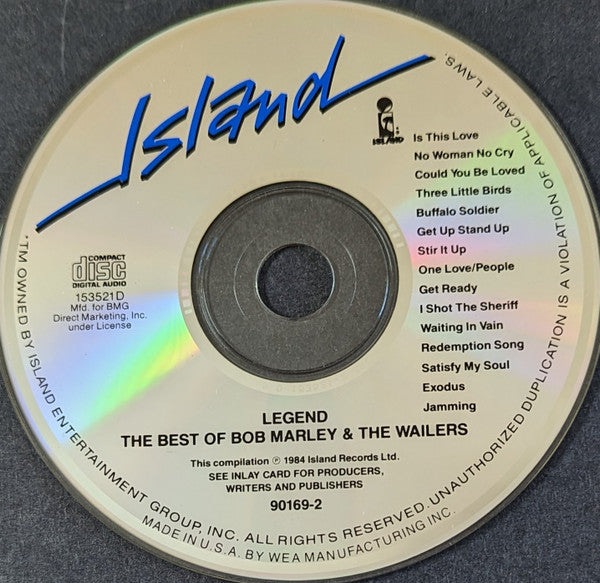 Island
ISLAND
Is This Love
No Woman No Cry
Could You Be Loved
Three Little Birds
Buffalo Soldier
Get Up Stand Up
Stir It Up
One Love/People
Get Ready
I Shot The Sheriff
Waiting In Vain
Redemption Song
Satisfy My Soul
Exodus
Jamming
COMPACT
disc
DIGITAL AUDIO
153521D
Mfd. for BMG
Direct Marketing, Inc.
under License
LEGEND
THE BEST OF BOB MARLEY & THE WAILERS
This compilation ℗ 1984 Island Records Ltd.
SEE INLAY CARD FOR PRODUCERS,
WRITERS AND PUBLISHERS
90169-2
*TM OWNED BY ISLAND ENTERTAINMENT GROUP, INC. ALL RIGHTS RESERVED. UNAUTHORIZED DUPLICATION IS A VIOLATION OF APPLICABLE LAWS.
MADE IN U.S.A. BY WEA MANUFACTURING INC.